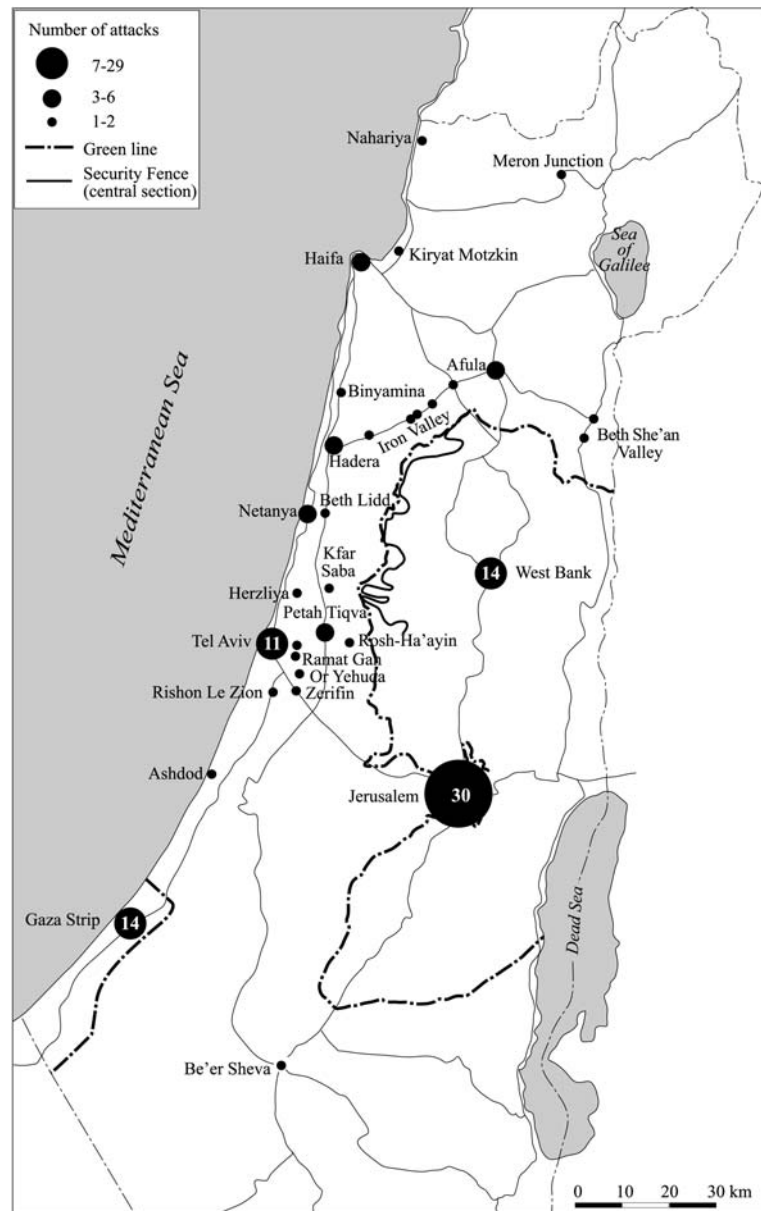 Number of attacks
7-29
3-6
1-2
Green line
Security Fence
(central section)
Nahariya
Meron Junction
Sea
of
Galilee
Haifa
Kiryat Motzkin
Mediterranean Sea
Afula
Binyamina
Iron Valley
Beth She'an
Valley
Hadera
Netanya
Beth Lidd
Kfar
Saba
14
West Bank
Herzliya
Petah Tiqva
Tel Aviv
11
Rosh-Ha'ayin
Ramat Gan
Or Yehuda
Rishon Le Zion
Zerifin
Ashdod
Jerusalem
30
Gaza Strip
14
Dead Sea
Be'er Sheva
0 10 20 30 km